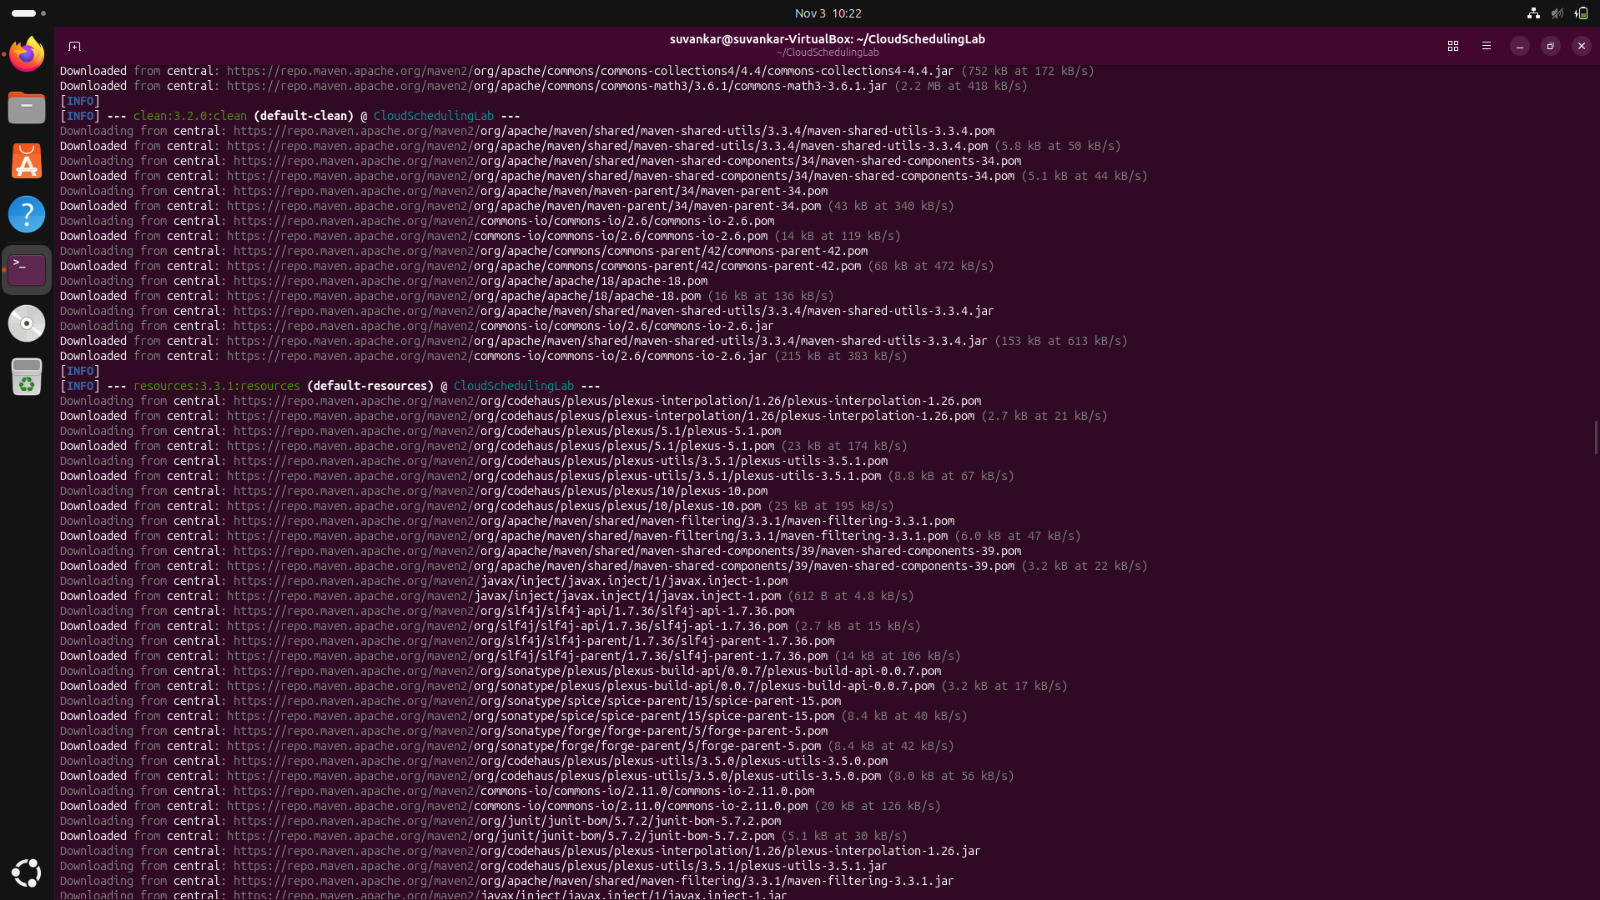 Nov 3 10:22
suvankar@suvankar-VirtualBox: ~/CloudSchedulingLab
~/CloudSchedulingLab
Downloaded from central: https://repo.maven.apache.org/maven2/org/apache/commons/commons-collections4/4.4/commons-collections4-4.4.jar (752 kB at 172 kB/s)
Downloaded from central: https://repo.maven.apache.org/maven2/org/apache/commons/commons-math3/3.6.1/commons-math3-3.6.1.jar (2.2 MB at 418 kB/s)
[INFO]
[INFO] --- clean:3.2.0:clean (default-clean) @ CloudSchedulingLab ---
Downloading from central: https://repo.maven.apache.org/maven2/org/apache/maven/shared/maven-shared-utils/3.3.4/maven-shared-utils-3.3.4.pom
Downloaded from central: https://repo.maven.apache.org/maven2/org/apache/maven/shared/maven-shared-utils/3.3.4/maven-shared-utils-3.3.4.pom (5.8 kB at 50 kB/s)
Downloading from central: https://repo.maven.apache.org/maven2/org/apache/maven/shared/maven-shared-components/34/maven-shared-components-34.pom
Downloaded from central: https://repo.maven.apache.org/maven2/org/apache/maven/shared/maven-shared-components/34/maven-shared-components-34.pom (5.1 kB at 44 kB/s)
Downloading from central: https://repo.maven.apache.org/maven2/org/apache/maven/maven-parent/34/maven-parent-34.pom
Downloaded from central: https://repo.maven.apache.org/maven2/org/apache/maven/maven-parent/34/maven-parent-34.pom (43 kB at 340 kB/s)
Downloading from central: https://repo.maven.apache.org/maven2/commons-io/commons-io/2.6/commons-io-2.6.pom
Downloaded from central: https://repo.maven.apache.org/maven2/commons-io/commons-io/2.6/commons-io-2.6.pom (14 kB at 119 kB/s)
Downloading from central: https://repo.maven.apache.org/maven2/org/apache/commons/commons-parent/42/commons-parent-42.pom
Downloaded from central: https://repo.maven.apache.org/maven2/org/apache/commons/commons-parent/42/commons-parent-42.pom (68 kB at 472 kB/s)
Downloading from central: https://repo.maven.apache.org/maven2/org/apache/apache/18/apache-18.pom
Downloaded from central: https://repo.maven.apache.org/maven2/org/apache/apache/18/apache-18.pom (16 kB at 136 kB/s)
Downloading from central: https://repo.maven.apache.org/maven2/org/apache/maven/shared/maven-shared-utils/3.3.4/maven-shared-utils-3.3.4.jar
Downloading from central: https://repo.maven.apache.org/maven2/commons-io/commons-io/2.6/commons-io-2.6.jar
Downloaded from central: https://repo.maven.apache.org/maven2/org/apache/maven/shared/maven-shared-utils/3.3.4/maven-shared-utils-3.3.4.jar (153 kB at 613 kB/s)
Downloaded from central: https://repo.maven.apache.org/maven2/commons-io/commons-io/2.6/commons-io-2.6.jar (215 kB at 383 kB/s)
[INFO]
[INFO] --- resources:3.3.1:resources (default-resources) @ CloudSchedulingLab ---
Downloading from central: https://repo.maven.apache.org/maven2/org/codehaus/plexus/plexus-interpolation/1.26/plexus-interpolation-1.26.pom
Downloaded from central: https://repo.maven.apache.org/maven2/org/codehaus/plexus/plexus-interpolation/1.26/plexus-interpolation-1.26.pom (2.7 kB at 21 kB/s)
Downloading from central: https://repo.maven.apache.org/maven2/org/codehaus/plexus/plexus/5.1/plexus-5.1.pom
Downloaded from central: https://repo.maven.apache.org/maven2/org/codehaus/plexus/plexus/5.1/plexus-5.1.pom (23 kB at 174 kB/s)
Downloading from central: https://repo.maven.apache.org/maven2/org/codehaus/plexus/plexus-utils/3.5.1/plexus-utils-3.5.1.pom
Downloaded from central: https://repo.maven.apache.org/maven2/org/codehaus/plexus/plexus-utils/3.5.1/plexus-utils-3.5.1.pom (8.8 kB at 67 kB/s)
Downloading from central: https://repo.maven.apache.org/maven2/org/codehaus/plexus/plexus/10/plexus-10.pom
Downloaded from central: https://repo.maven.apache.org/maven2/org/codehaus/plexus/plexus/10/plexus-10.pom (25 kB at 195 kB/s)
Downloading from central: https://repo.maven.apache.org/maven2/org/apache/maven/shared/maven-filtering/3.3.1/maven-filtering-3.3.1.pom
Downloaded from central: https://repo.maven.apache.org/maven2/org/apache/maven/shared/maven-filtering/3.3.1/maven-filtering-3.3.1.pom (6.0 kB at 47 kB/s)
Downloading from central: https://repo.maven.apache.org/maven2/org/apache/maven/shared/maven-shared-components/39/maven-shared-components-39.pom
Downloaded from central: https://repo.maven.apache.org/maven2/org/apache/maven/shared/maven-shared-components/39/maven-shared-components-39.pom (3.2 kB at 22 kB/s)
Downloading from central: https://repo.maven.apache.org/maven2/javax/inject/javax.inject/1/javax.inject-1.pom
Downloaded from central: https://repo.maven.apache.org/maven2/javax/inject/javax.inject/1/javax.inject-1.pom (612 B at 4.8 kB/s)
Downloading from central: https://repo.maven.apache.org/maven2/org/slf4j/slf4j-api/1.7.36/slf4j-api-1.7.36.pom
Downloaded from central: https://repo.maven.apache.org/maven2/org/slf4j/slf4j-api/1.7.36/slf4j-api-1.7.36.pom (2.7 kB at 15 kB/s)
Downloading from central: https://repo.maven.apache.org/maven2/org/slf4j/slf4j-parent/1.7.36/slf4j-parent-1.7.36.pom
Downloaded from central: https://repo.maven.apache.org/maven2/org/slf4j/slf4j-parent/1.7.36/slf4j-parent-1.7.36.pom (14 kB at 106 kB/s)
Downloading from central: https://repo.maven.apache.org/maven2/org/sonatype/plexus/plexus-build-api/0.0.7/plexus-build-api-0.0.7.pom
Downloaded from central: https://repo.maven.apache.org/maven2/org/sonatype/plexus/plexus-build-api/0.0.7/plexus-build-api-0.0.7.pom (3.2 kB at 17 kB/s)
Downloading from central: https://repo.maven.apache.org/maven2/org/sonatype/spice/spice-parent/15/spice-parent-15.pom
Downloaded from central: https://repo.maven.apache.org/maven2/org/sonatype/spice/spice-parent/15/spice-parent-15.pom (8.4 kB at 40 kB/s)
Downloading from central: https://repo.maven.apache.org/maven2/org/sonatype/forge/forge-parent/5/forge-parent-5.pom
Downloaded from central: https://repo.maven.apache.org/maven2/org/sonatype/forge/forge-parent/5/forge-parent-5.pom (8.4 kB at 42 kB/s)
Downloading from central: https://repo.maven.apache.org/maven2/org/codehaus/plexus/plexus-utils/3.5.0/plexus-utils-3.5.0.pom
Downloaded from central: https://repo.maven.apache.org/maven2/org/codehaus/plexus/plexus-utils/3.5.0/plexus-utils-3.5.0.pom (8.0 kB at 56 kB/s)
Downloading from central: https://repo.maven.apache.org/maven2/commons-io/commons-io/2.11.0/commons-io-2.11.0.pom
Downloaded from central: https://repo.maven.apache.org/maven2/commons-io/commons-io/2.11.0/commons-io-2.11.0.pom (20 kB at 126 kB/s)
Downloading from central: https://repo.maven.apache.org/maven2/org/junit/junit-bom/5.7.2/junit-bom-5.7.2.pom
Downloaded from central: https://repo.maven.apache.org/maven2/org/junit/junit-bom/5.7.2/junit-bom-5.7.2.pom (5.1 kB at 30 kB/s)
Downloading from central: https://repo.maven.apache.org/maven2/org/codehaus/plexus/plexus-interpolation/1.26/plexus-interpolation-1.26.jar
Downloading from central: https://repo.maven.apache.org/maven2/org/codehaus/plexus/plexus-utils/3.5.1/plexus-utils-3.5.1.jar
Downloading from central: https://repo.maven.apache.org/maven2/org/apache/maven/shared/maven-filtering/3.3.1/maven-filtering-3.3.1.jar
Downloading from central: https://repo.maven.apache.org/maven2/javax/inject/javax.inject/1/javax.inject-1.jar